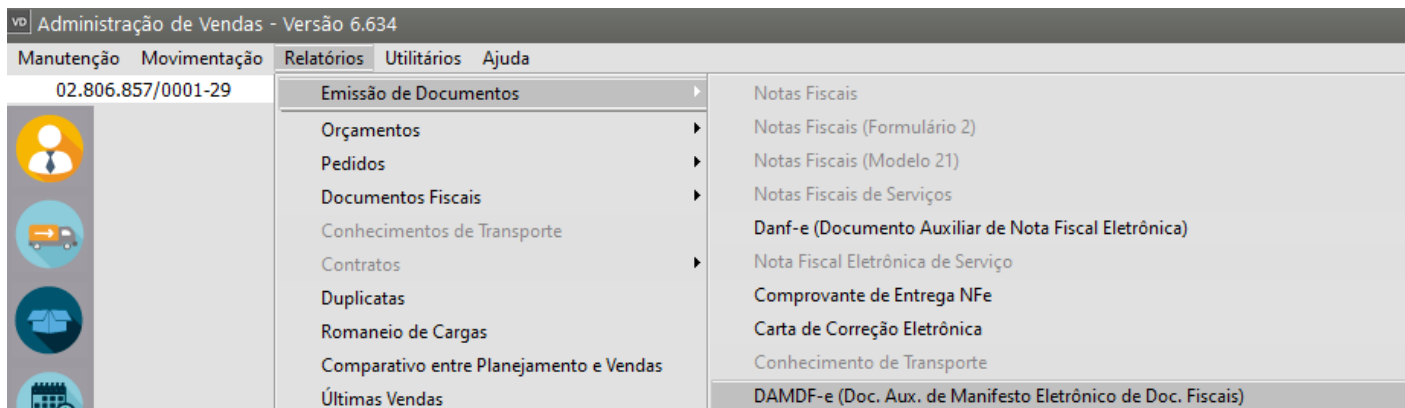 VD Administração de Vendas - Versão 6.634
Manutenção Movimentação Relatórios Utilitários Ajuda
02.806.857/0001-29
Emissão de Documentos
Orçamentos
Pedidos
Documentos Fiscais
Conhecimentos de Transporte
Contratos
Duplicatas
Romaneio de Cargas
Comparativo entre Planejamento e Vendas
Últimas Vendas
Notas Fiscais
Notas Fiscais (Formulário 2)
Notas Fiscais (Modelo 21)
Notas Fiscais de Serviços
Danf-e (Documento Auxiliar de Nota Fiscal Eletrônica)
Nota Fiscal Eletrônica de Serviço
Comprovante de Entrega NFe
Carta de Correção Eletrônica
Conhecimento de Transporte
DAMDF-e (Doc. Aux. de Manifesto Eletrônico de Doc. Fiscais)